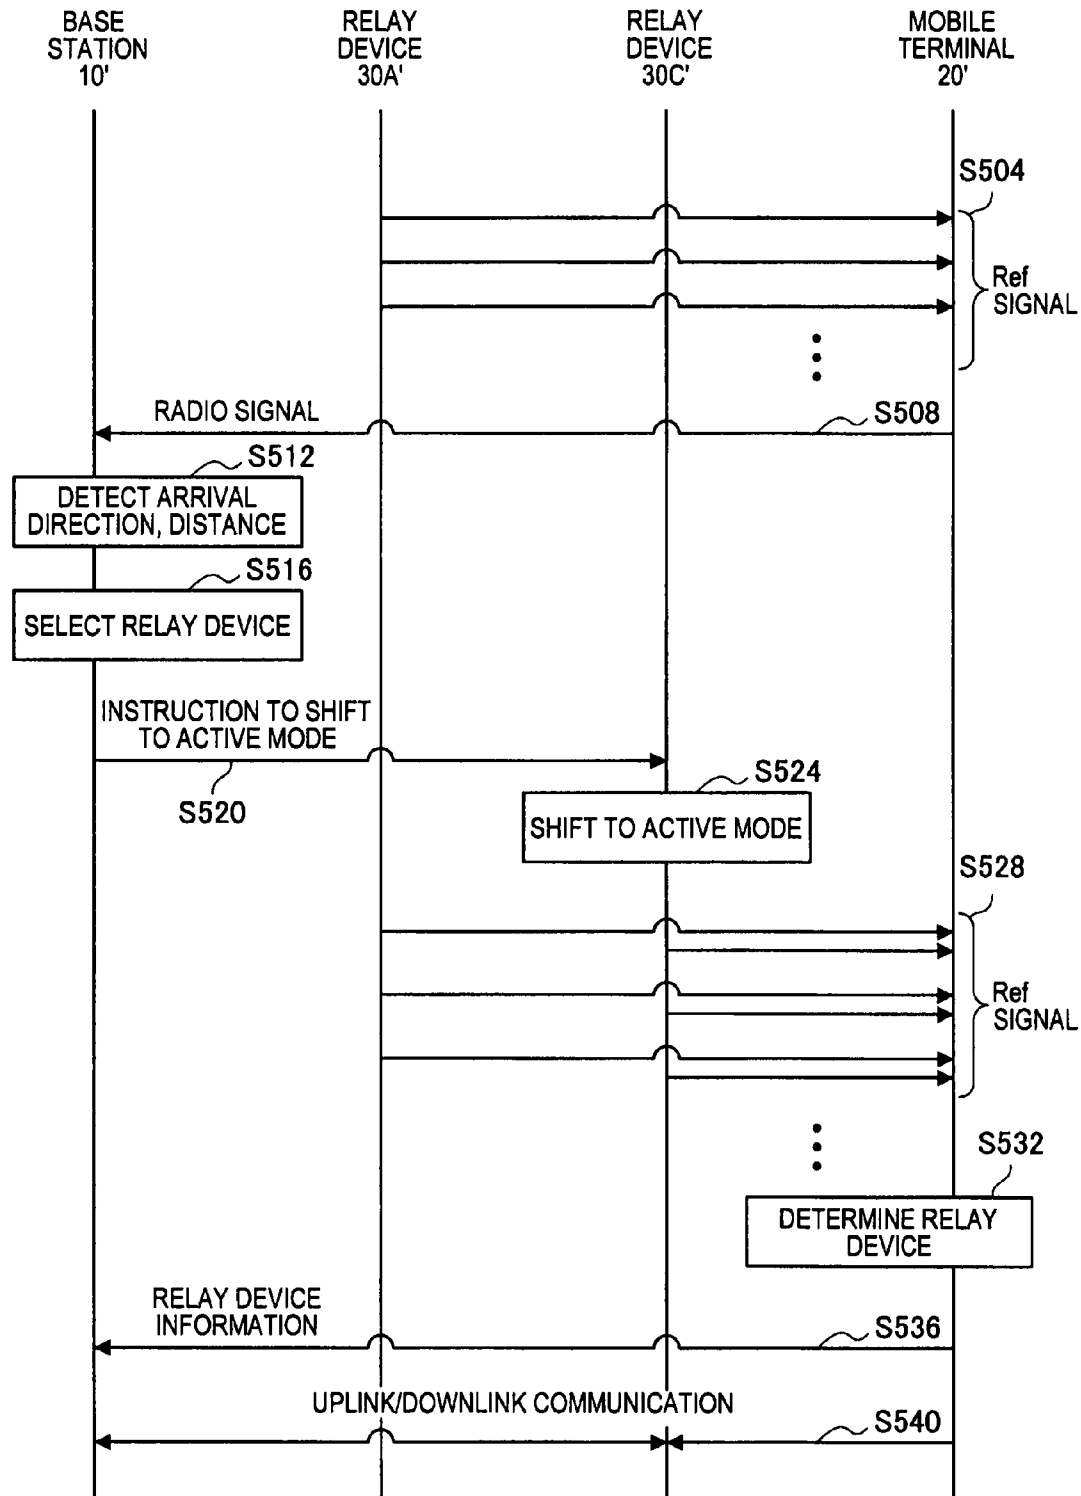 BASE
STATION
10'
RELAY
DEVICE
30A'
RELAY
DEVICE
30C'
MOBILE
TERMINAL
20'
S504
Ref
SIGNAL
RADIO SIGNAL
S508
S512
DETECT ARRIVAL
DIRECTION, DISTANCE
S516
SELECT RELAY DEVICE
INSTRUCTION TO SHIFT
TO ACTIVE MODE
S520
S524
SHIFT TO ACTIVE MODE
S528
Ref
SIGNAL
S532
DETERMINE RELAY
DEVICE
RELAY DEVICE
INFORMATION
S536
UPLINK/DOWNLINK COMMUNICATION
S540